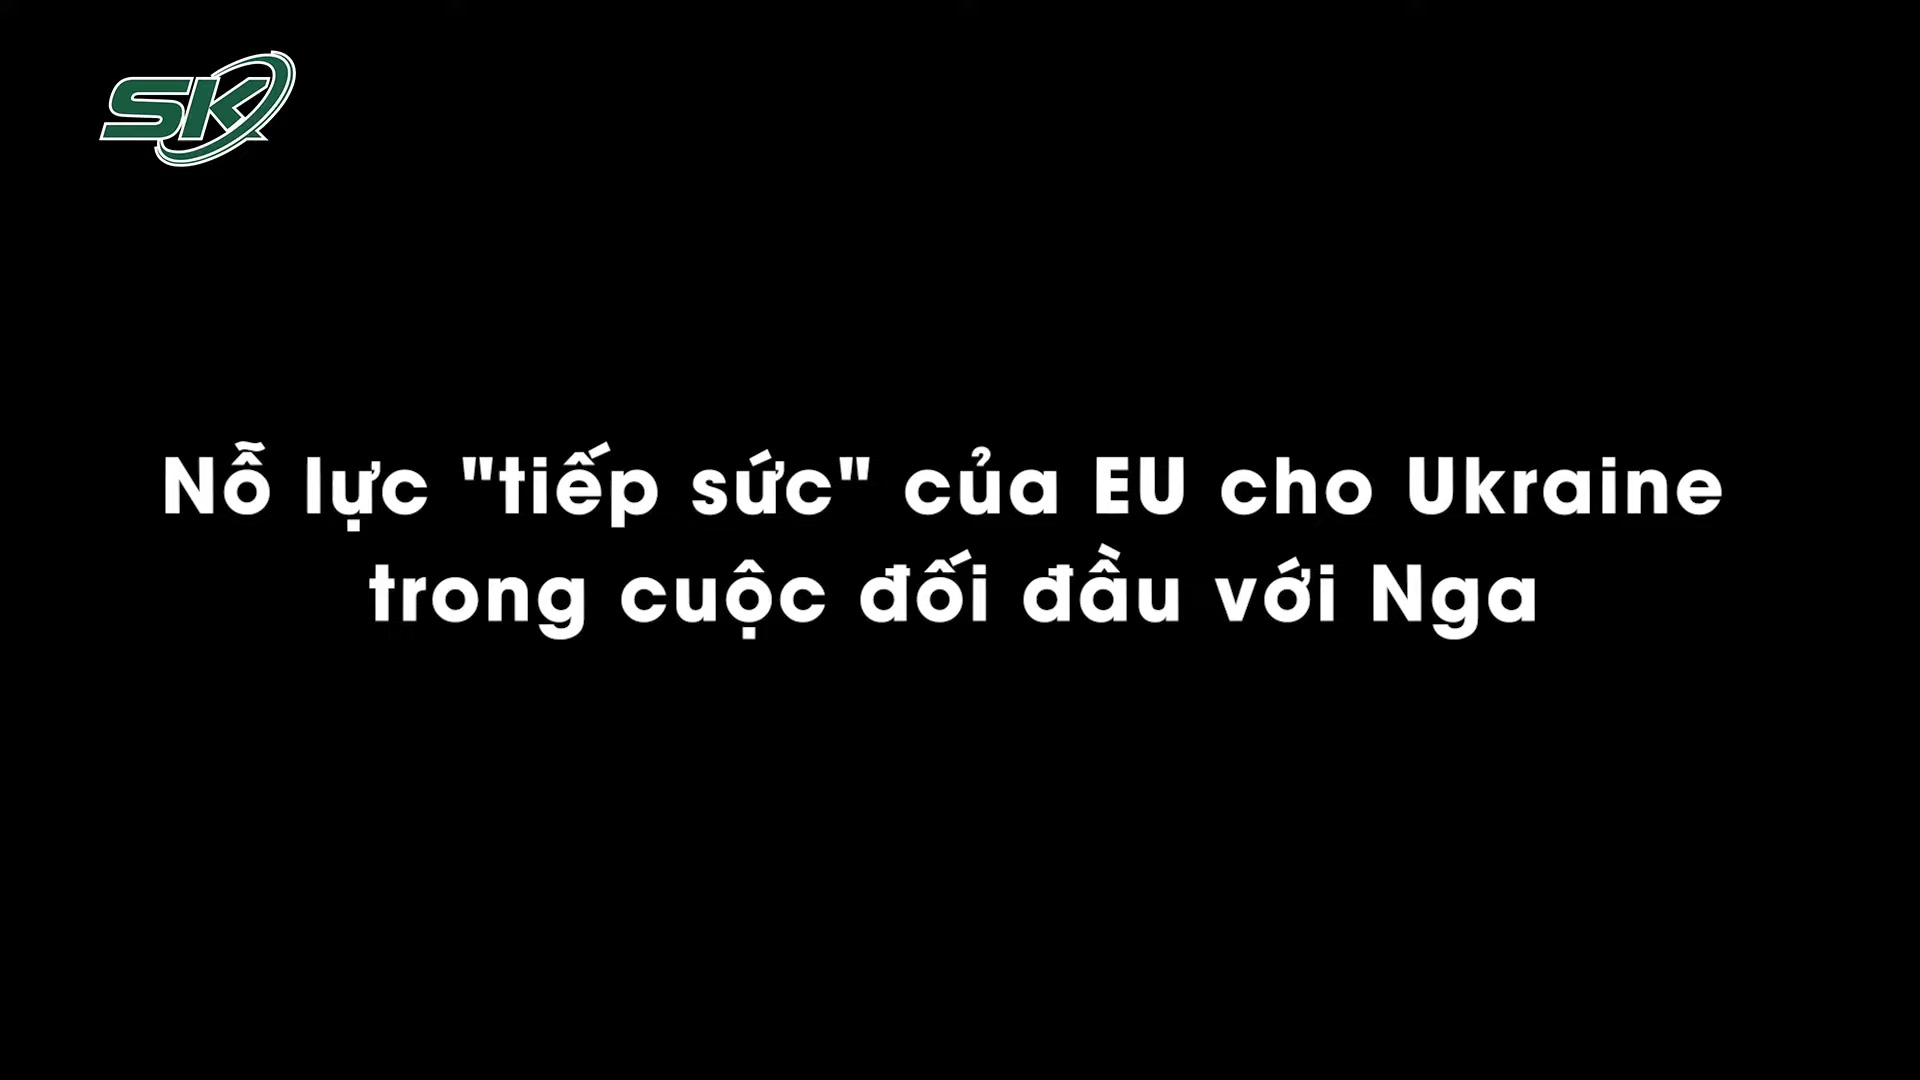 SK
Nỗ lực "tiếp sức" của EU cho Ukraine
trong cuộc đối đầu với Nga